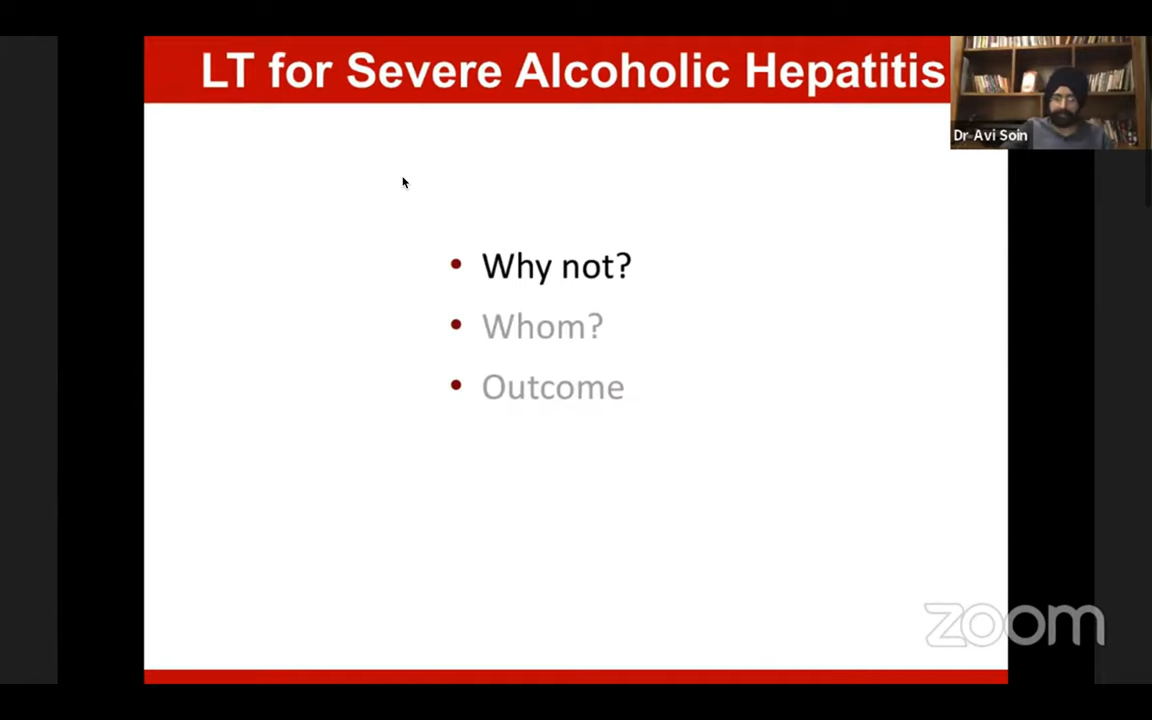 LT for Severe Alcoholic Hepatitis
Dr Avi Soin
• Why not?
• Whom?
• Outcome
zoom